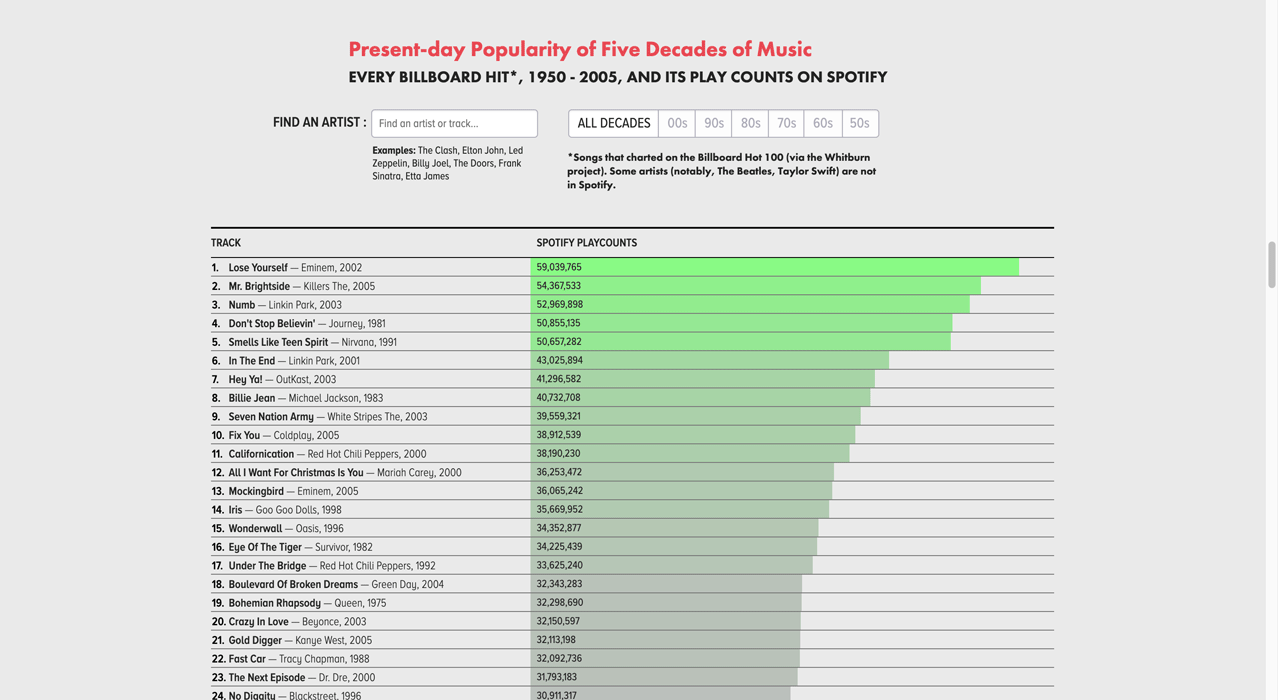 Present-day Popularity of Five Decades of Music
EVERY BILLBOARD HIT*, 1950 - 2005, AND ITS PLAY COUNTS ON SPOTIFY
FIND AN ARTIST : Find an artist or track... ALL DECADES 00s 90s 80s 70s 60s 50s
Examples: The Clash, Elton John, Led
Zeppelin, Billy Joel, The Doors, Frank
Sinatra, Etta James
*Songs that charted on the Billboard Hot 100 (via the Whitburn
project). Some artists (notably, The Beatles, Taylor Swift) are not
in Spotify.
TRACK SPOTIFY PLAYCOUNTS
1. Lose Yourself — Eminem, 2002 59,039,765
2. Mr. Brightside — Killers The, 2005 54,367,533
3. Numb — Linkin Park, 2003 52,969,898
4. Don't Stop Believin' — Journey, 1981 50,855,135
5. Smells Like Teen Spirit — Nirvana, 1991 50,657,282
6. In The End — Linkin Park, 2001 43,025,894
7. Hey Ya! — OutKast, 2003 41,296,582
8. Billie Jean — Michael Jackson, 1983 40,732,708
9. Seven Nation Army — White Stripes The, 2003 39,559,321
10. Fix You — Coldplay, 2005 38,912,539
11. Californication — Red Hot Chili Peppers, 2000 38,190,230
12. All I Want For Christmas Is You — Mariah Carey, 2000 36,253,472
13. Mockingbird — Eminem, 2005 36,065,242
14. Iris — Goo Goo Dolls, 1998 35,669,952
15. Wonderwall — Oasis, 1996 34,352,877
16. Eye Of The Tiger — Survivor, 1982 34,225,439
17. Under The Bridge — Red Hot Chili Peppers, 1992 33,625,240
18. Boulevard Of Broken Dreams — Green Day, 2004 32,343,283
19. Bohemian Rhapsody — Queen, 1975 32,298,690
20. Crazy In Love — Beyonce, 2003 32,150,597
21. Gold Digger — Kanye West, 2005 32,113,198
22. Fast Car — Tracy Chapman, 1988 32,092,736
23. The Next Episode — Dr. Dre, 2000 31,793,183
24. No Diggity — Blackstreet, 1996 30,911,317